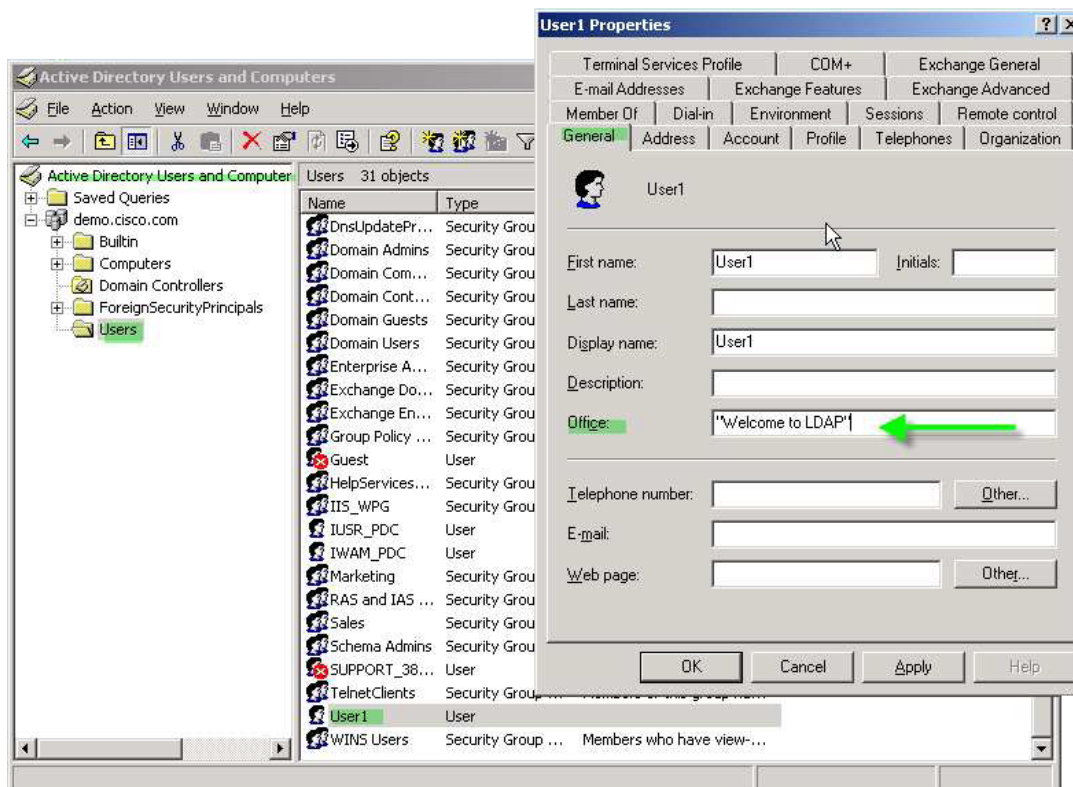 Active Directory Users and Computers
File Action View Window Help
Active Directory Users and Computer
Saved Queries
demo.cisco.com
Builtin
Computers
Domain Controllers
ForeignSecurityPrincipals
Users
Users 31 objects
Name Type
DnsUpdatePr... Security Grou
Domain Admins Security Grou
Domain Com... Security Grou
Domain Cont... Security Grou
Domain Guests Security Grou
Domain Users Security Grou
Enterprise A... Security Grou
Exchange Do... Security Grou
Exchange En... Security Grou
Group Policy ... Security Grou
Guest User
HelpServices... Security Grou
IIS_WPG Security Grou
IUSR_PDC User
IWAM_PDC User
Marketing Security Grou
RAS and IAS ... Security Grou
Sales Security Grou
Schema Admins Security Grou
SUPPORT_38... User
TelnetClients Security Group ...
User1 User
WINS Users Security Group ... Members who have view-...
User1 Properties
Terminal Services Profile COM+ Exchange General
E-mail Addresses Exchange Features Exchange Advanced
Member Of Dial-in Environment Sessions Remote control
General Address Account Profile Telephones Organization
User1
First name: User1 Initials:
Last name:
Display name: User1
Description:
Office: "Welcome to LDAP"
Telephone number: Other...
E-mail:
Web page: Other...
OK Cancel Apply Help